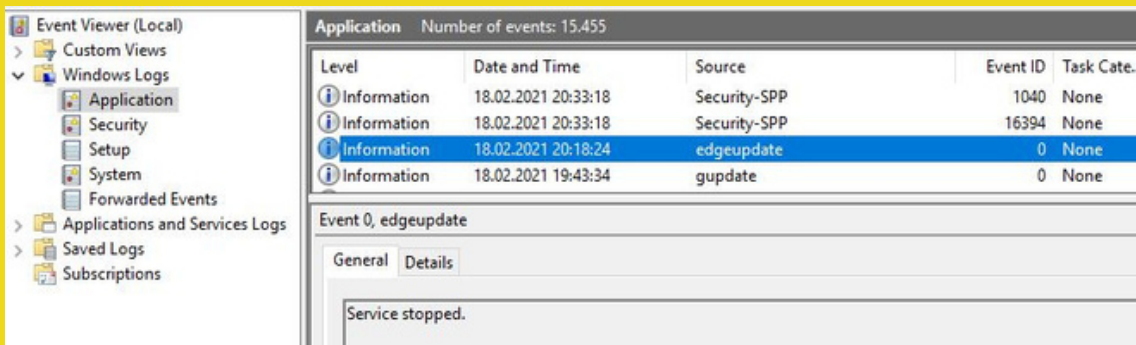 Event Viewer (Local)
Custom Views
Windows Logs
Application
Security
Setup
System
Forwarded Events
Applications and Services Logs
Saved Logs
Subscriptions
Application Number of events: 15.455
Level Date and Time Source Event ID Task Cate..
Information 18.02.2021 20:33:18 Security-SPP 1040 None
Information 18.02.2021 20:33:18 Security-SPP 16394 None
Information 18.02.2021 20:18:24 edgeupdate 0 None
Information 18.02.2021 19:43:34 gupdate 0 None
Event 0, edgeupdate
General Details
Service stopped.